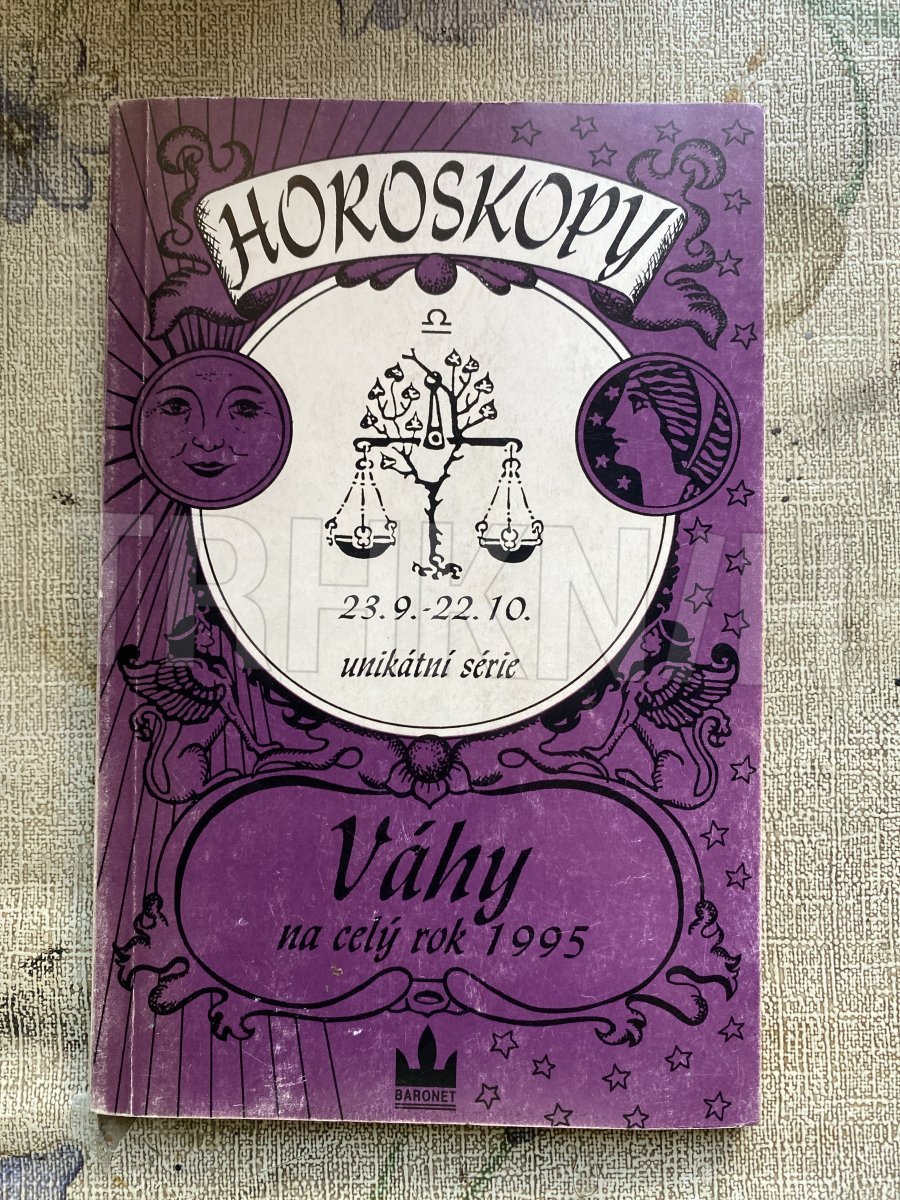 HOROSKOPY
♎
23.9.-22.10.
unikátní série
Váhy
na celý rok 1995
BARONET